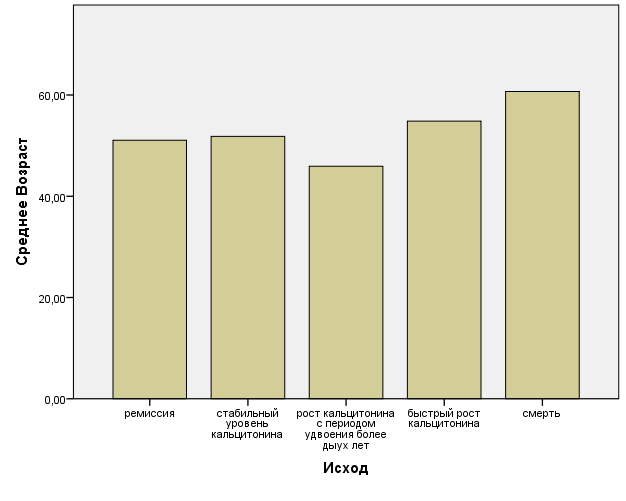 Среднее Возраст
60,00
40,00
20,00
0,00
ремиссия
стабильный
уровень
кальцитонина
рост кальцитонина
с периодом
удвоения более
дыух лет
быстрый рост
кальцитонина
смерть
Исход